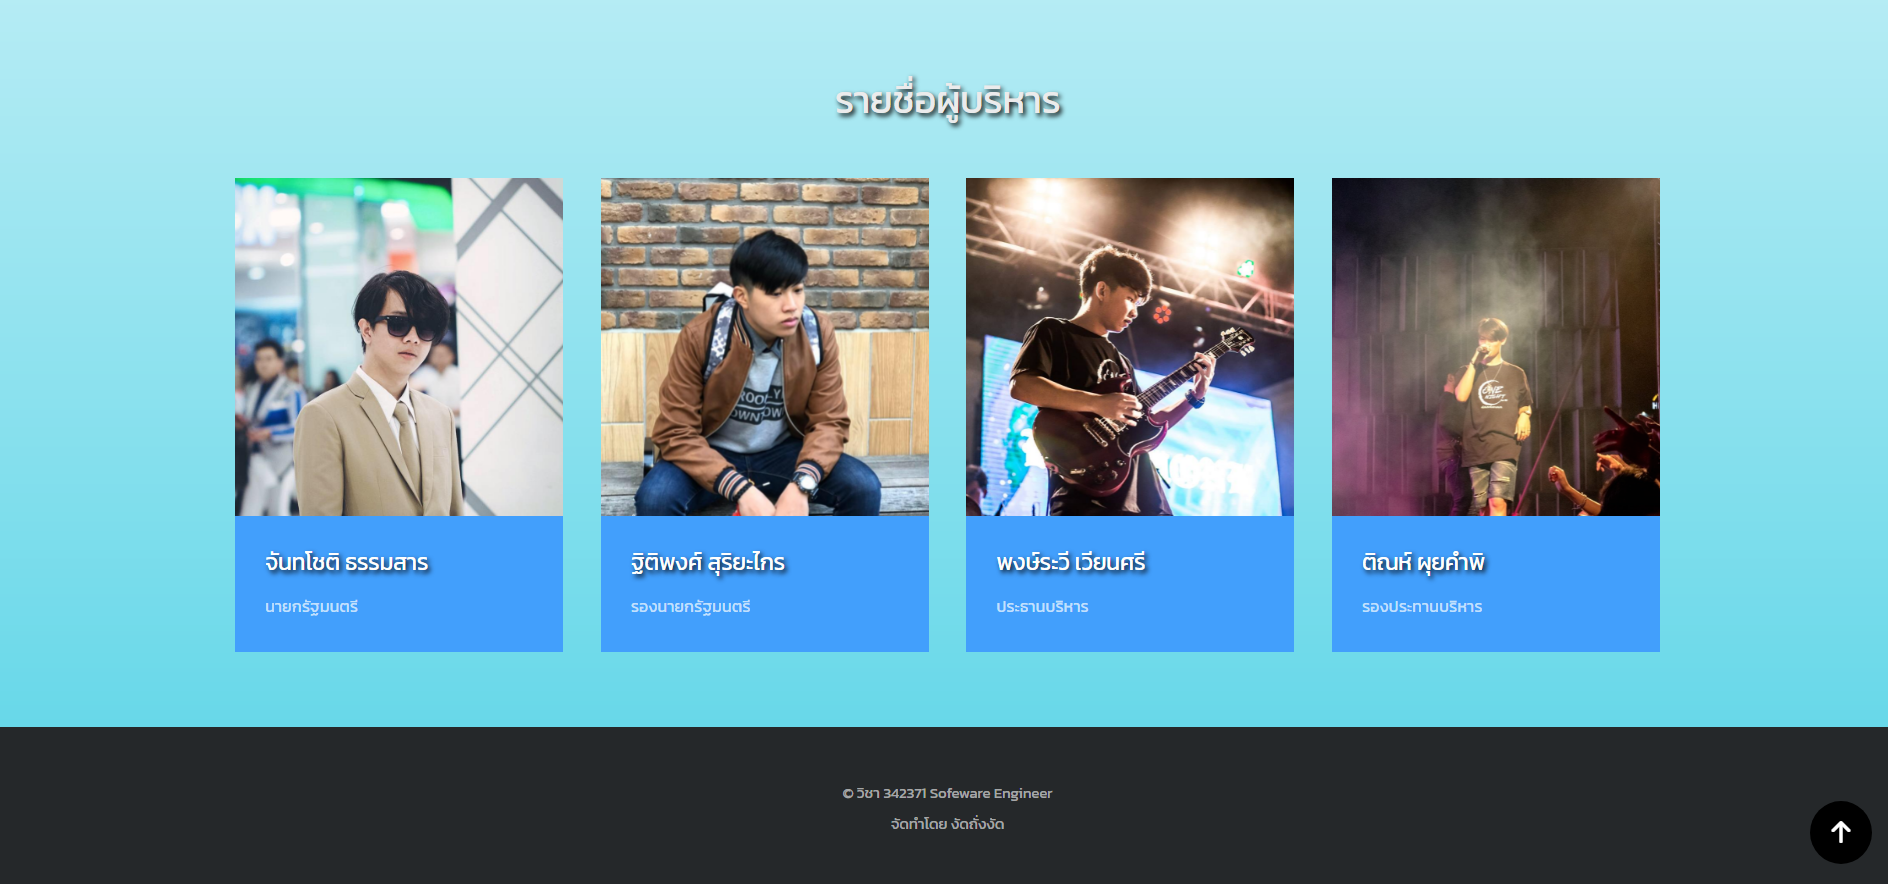 รายชื่อผู้บริหาร
จันทโชติ ธรรมสาร
นายกรัฐมนตรี
ฐิติพงศ์ สุริยะไกร
รองนายกรัฐมนตรี
พงษ์ระวี เวียนศรี
ประธานบริหาร
ติณห์ ผุยคำพิ
รองประทานบริหาร
© วิชา 342371 Sofeware Engineer
จัดทำโดย งัดถั่งงัด